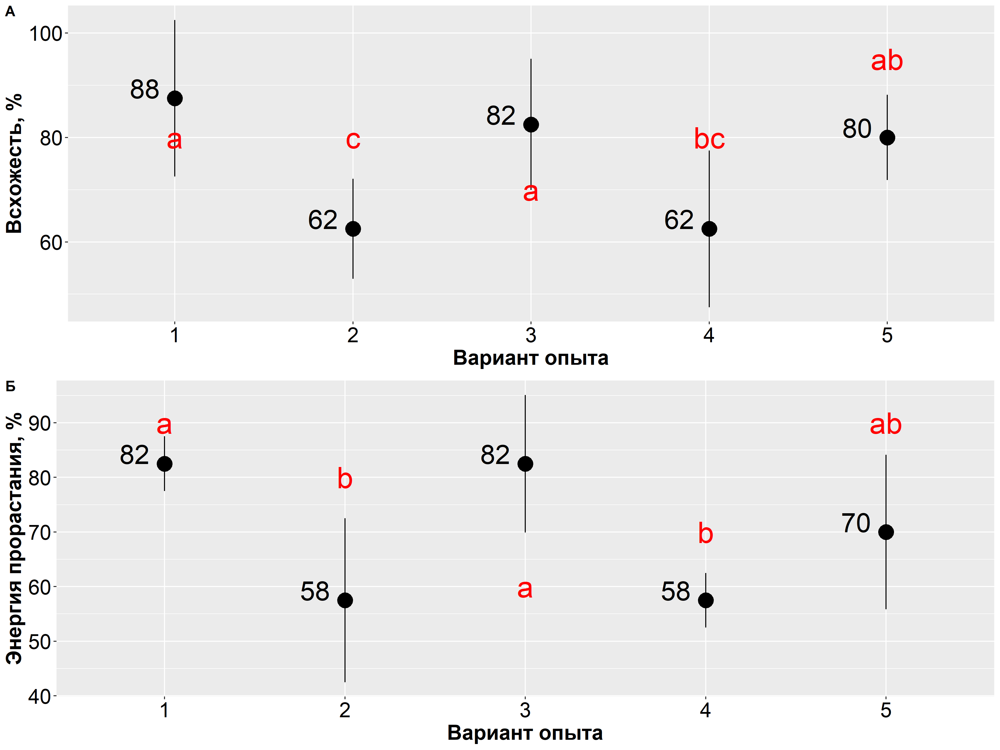 А
Всхожесть, %
100
80
60
88
a
62
c
82
a
62
bc
80
ab
1 2 3 4 5
Вариант опыта
Б
Энергия прорастания, %
90
80
70
60
50
40
82
a
58
b
82
a
58
b
70
ab
1 2 3 4 5
Вариант опыта